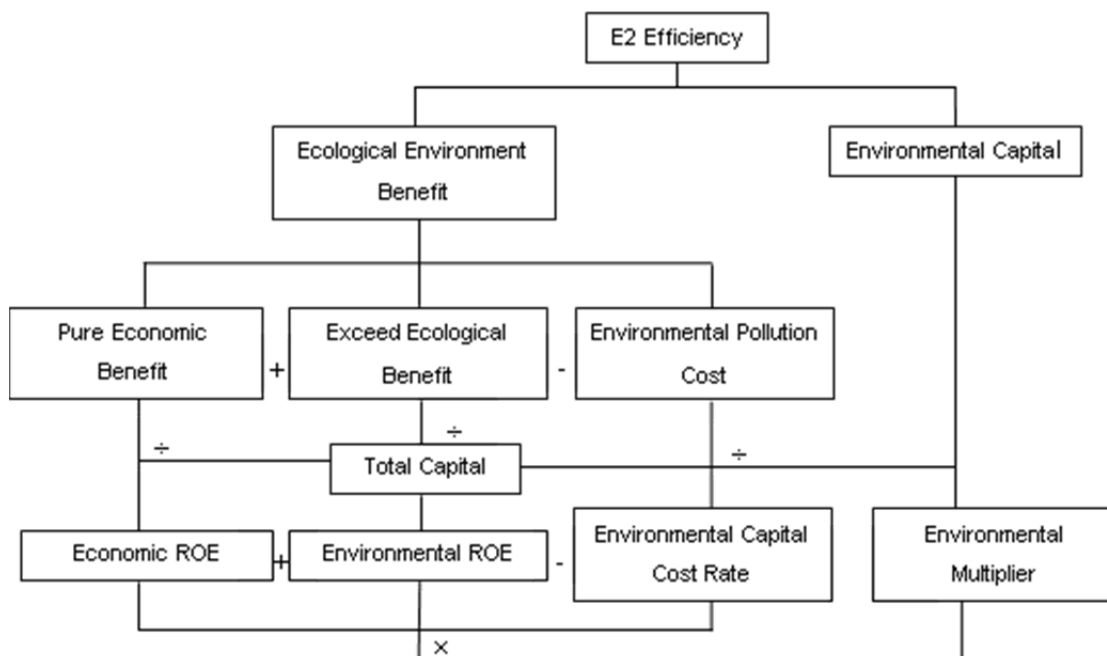 E2 Efficiency
Ecological Environment
Benefit
Environmental Capital
Pure Economic
Benefit
+
Exceed Ecological
Benefit
-
Environmental Pollution
Cost
÷
÷
÷
Total Capital
Economic ROE
+
Environmental ROE
-
Environmental Capital
Cost Rate
Environmental
Multiplier
×